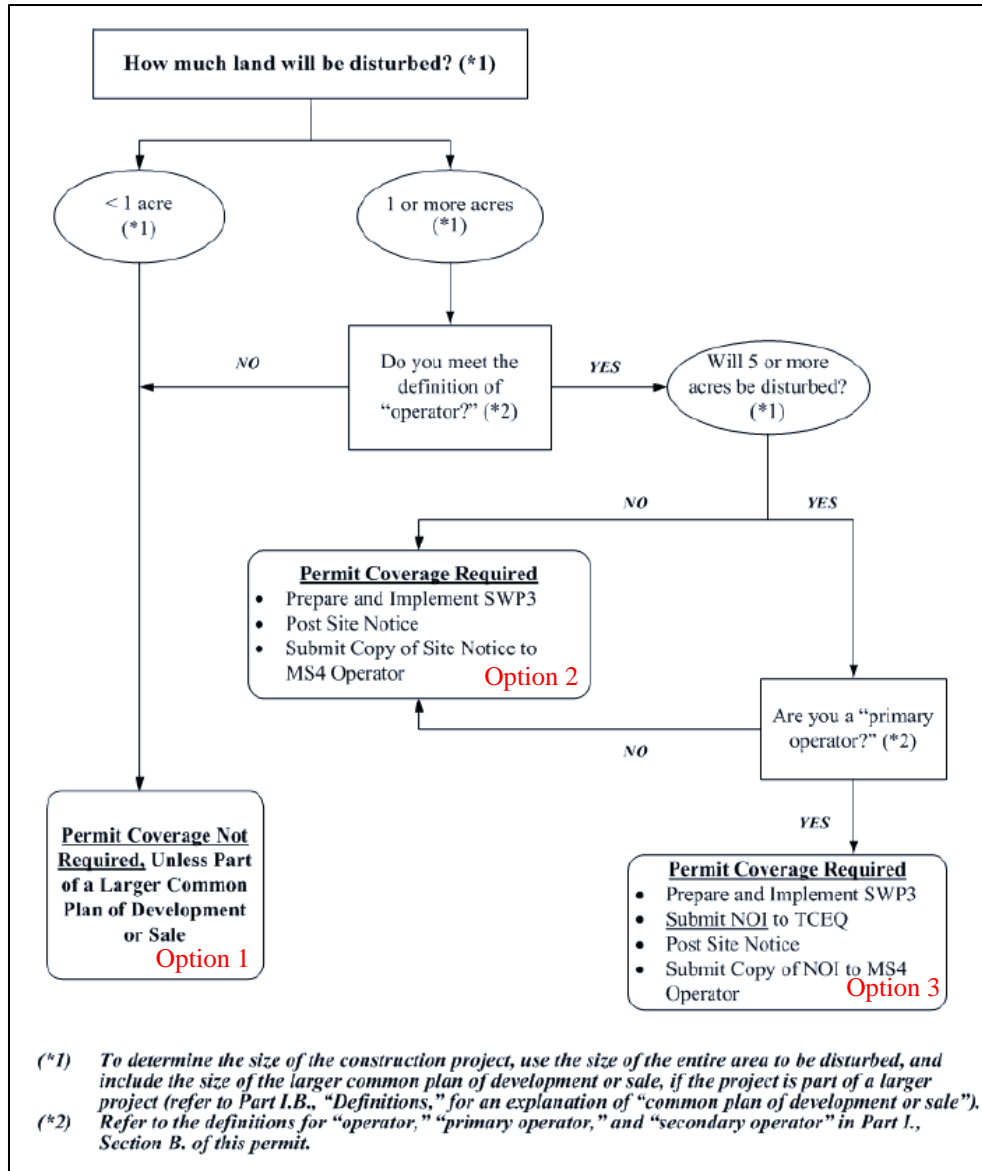 How much land will be disturbed? (*1)
< 1 acre
(*1)
1 or more acres
(*1)
NO
Do you meet the
definition of
“operator?” (*2)
YES
Will 5 or more
acres be disturbed?
(*1)
NO
YES
Permit Coverage Required
• Prepare and Implement SWP3
• Post Site Notice
• Submit Copy of Site Notice to
MS4 Operator
Option 2
Are you a “primary
operator?” (*2)
NO
YES
Permit Coverage Not
Required, Unless Part
of a Larger Common
Plan of Development
or Sale
Option 1
Permit Coverage Required
• Prepare and Implement SWP3
• Submit NOI to TCEQ
• Post Site Notice
• Submit Copy of NOI to MS4
Operator
Option 3
(*1) To determine the size of the construction project, use the size of the entire area to be disturbed, and
include the size of the larger common plan of development or sale, if the project is part of a larger
project (refer to Part I.B., “Definitions,” for an explanation of “common plan of development or sale”).
(*2) Refer to the definitions for “operator,” “primary operator,” and “secondary operator” in Part I.,
Section B. of this permit.